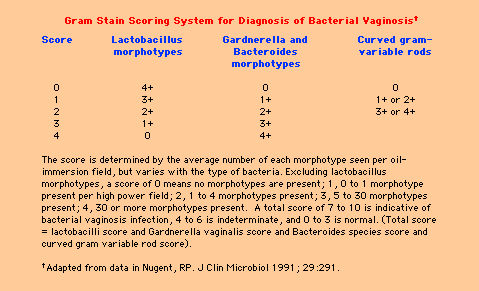 Gram Stain Scoring System for Diagnosis of Bacterial Vaginosis†
Score Lactobacillus Gardnerella and Curved gram-
morphotypes Bacteroides variable rods
morphotypes
0 4+ 0 0
1 3+ 1+ 1+ or 2+
2 2+ 2+ 3+ or 4+
3 1+ 3+
4 0 4+
The score is determined by the average number of each morphotype seen per oil-
immersion field, but varies with the type of bacteria. Excluding lactobacillus
morphotypes, a score of 0 means no morphotypes are present; 1, 0 to 1 morphotype
present per high power field; 2, 1 to 4 morphotypes present; 3, 5 to 30 morphotypes
present; 4, 30 or more morphotypes present. A total score of 7 to 10 is indicative of
bacterial vaginosis infection, 4 to 6 is indeterminate, and 0 to 3 is normal. (Total score
= lactobacilli score and Gardnerella vaginalis score and Bacteroides species score and
curved gram variable rod score).
†Adapted from data in Nugent, RP. J Clin Microbiol 1991; 29:291.